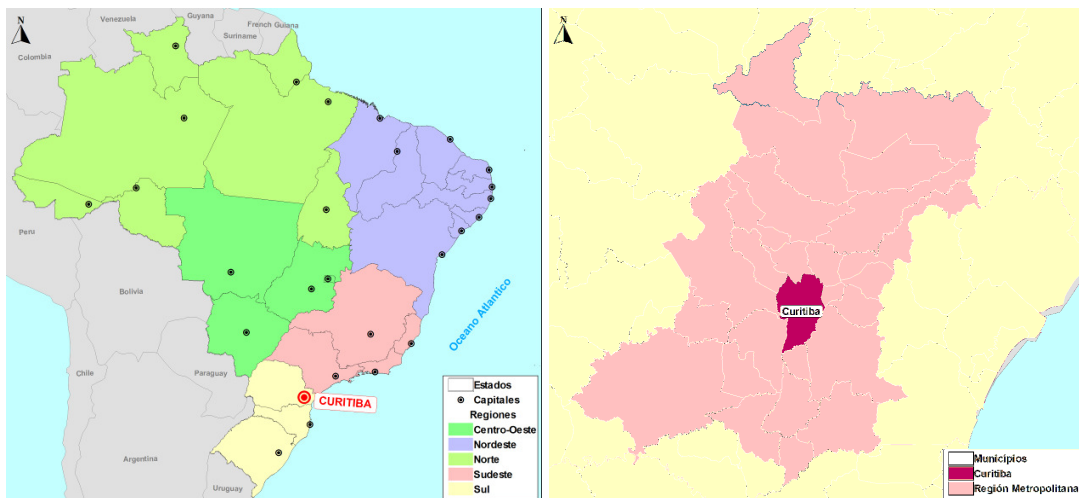 N
Venezuela
Guyana
French Guiana
Suriname
Colombia
Peru
Bolivia
Oceano Atlantico
Chile
Paraguay
CURITIBA
Argentina
Uruguay
Estados
Capitales
Regiones
Centro-Oeste
Nordeste
Norte
Sudeste
Sul
N
Curitiba
Municipios
Curitiba
Región Metropolitana